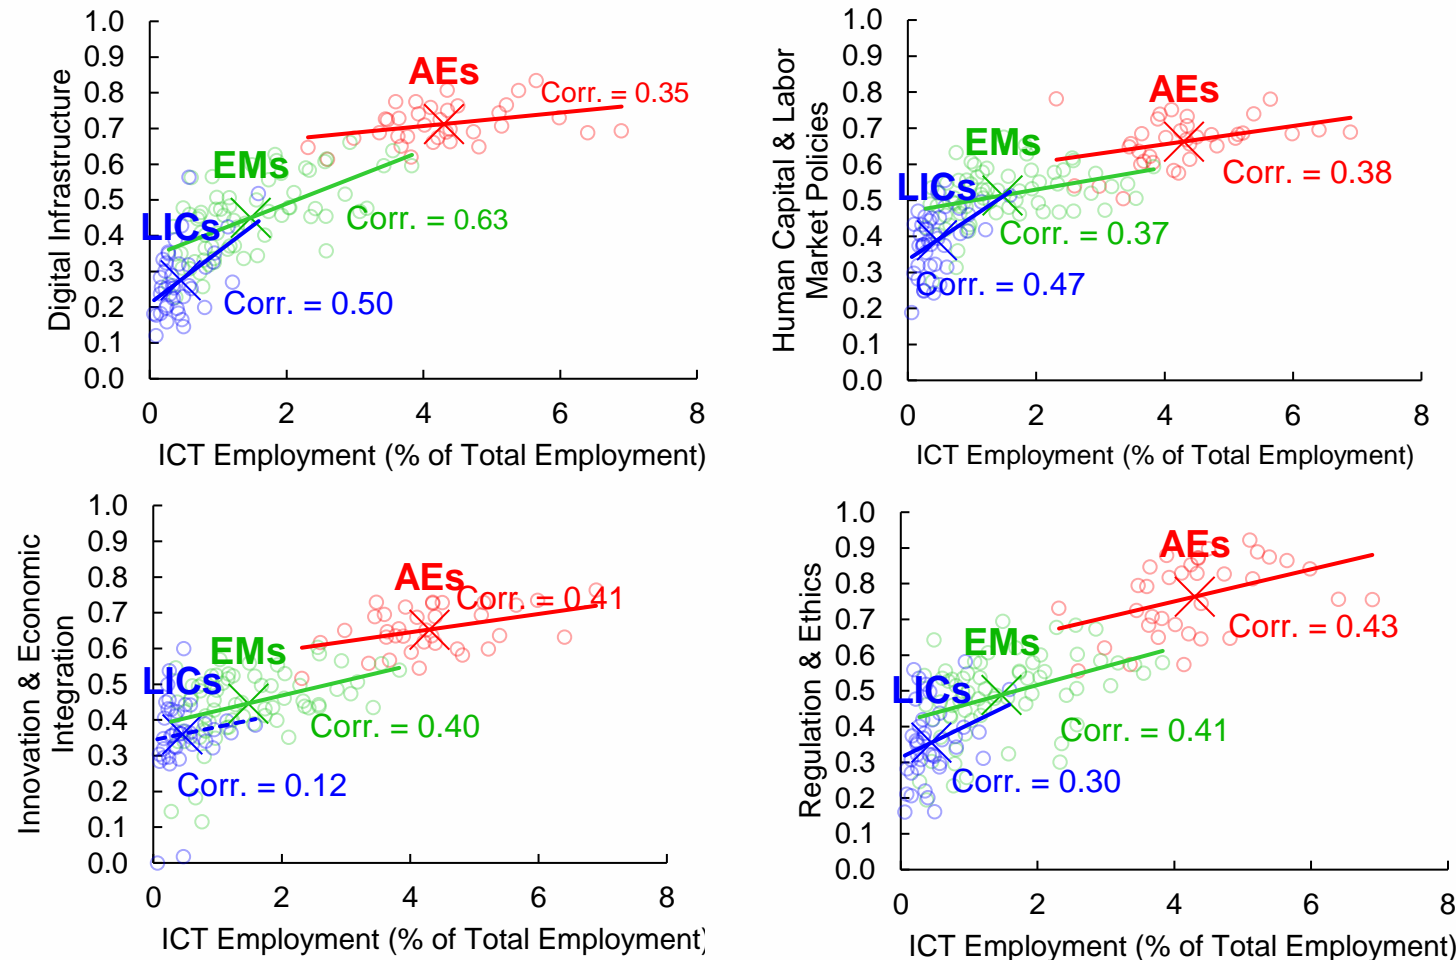 Digital Infrastructure
1.0
0.9
0.8
0.7
0.6
0.5
0.4
0.3
0.2
0.1
0.0
AEs
Corr. = 0.35
EMs
Corr. = 0.63
LICs
Corr. = 0.50
0 2 4 6 8
ICT Employment (% of Total Employment)
Human Capital & Labor
Market Policies
1.0
0.9
0.8
0.7
0.6
0.5
0.4
0.3
0.2
0.1
0.0
AEs
Corr. = 0.38
EMs
Corr. = 0.37
LICs
Corr. = 0.47
0 2 4 6 8
ICT Employment (% of Total Employment)
Innovation & Economic
Integration
1.0
0.9
0.8
0.7
0.6
0.5
0.4
0.3
0.2
0.1
0.0
AEs
Corr. = 0.41
EMs
Corr. = 0.40
LICs
Corr. = 0.12
0 2 4 6 8
ICT Employment (% of Total Employment)
Regulation & Ethics
1.0
0.9
0.8
0.7
0.6
0.5
0.4
0.3
0.2
0.1
0.0
AEs
Corr. = 0.43
EMs
Corr. = 0.41
LICs
Corr. = 0.30
0 2 4 6 8
ICT Employment (% of Total Employment)